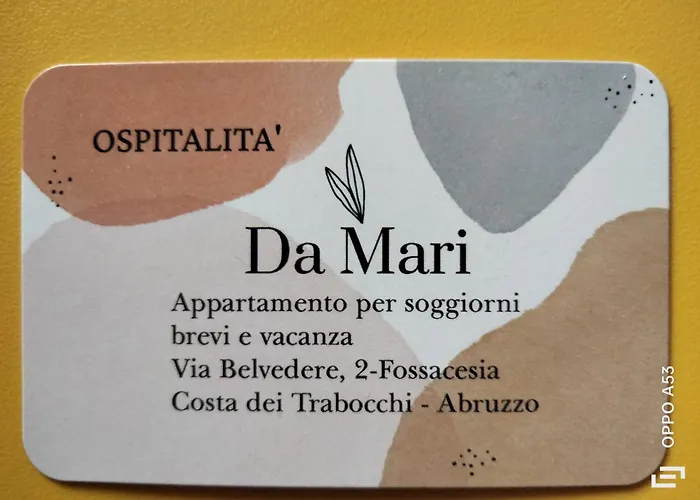 OSPITALITA'
Da Mari
Appartamento per soggiorni
brevi e vacanza
Via Belvedere, 2-Fossacesia
Costa dei Trabocchi - Abruzzo
OPPO A53